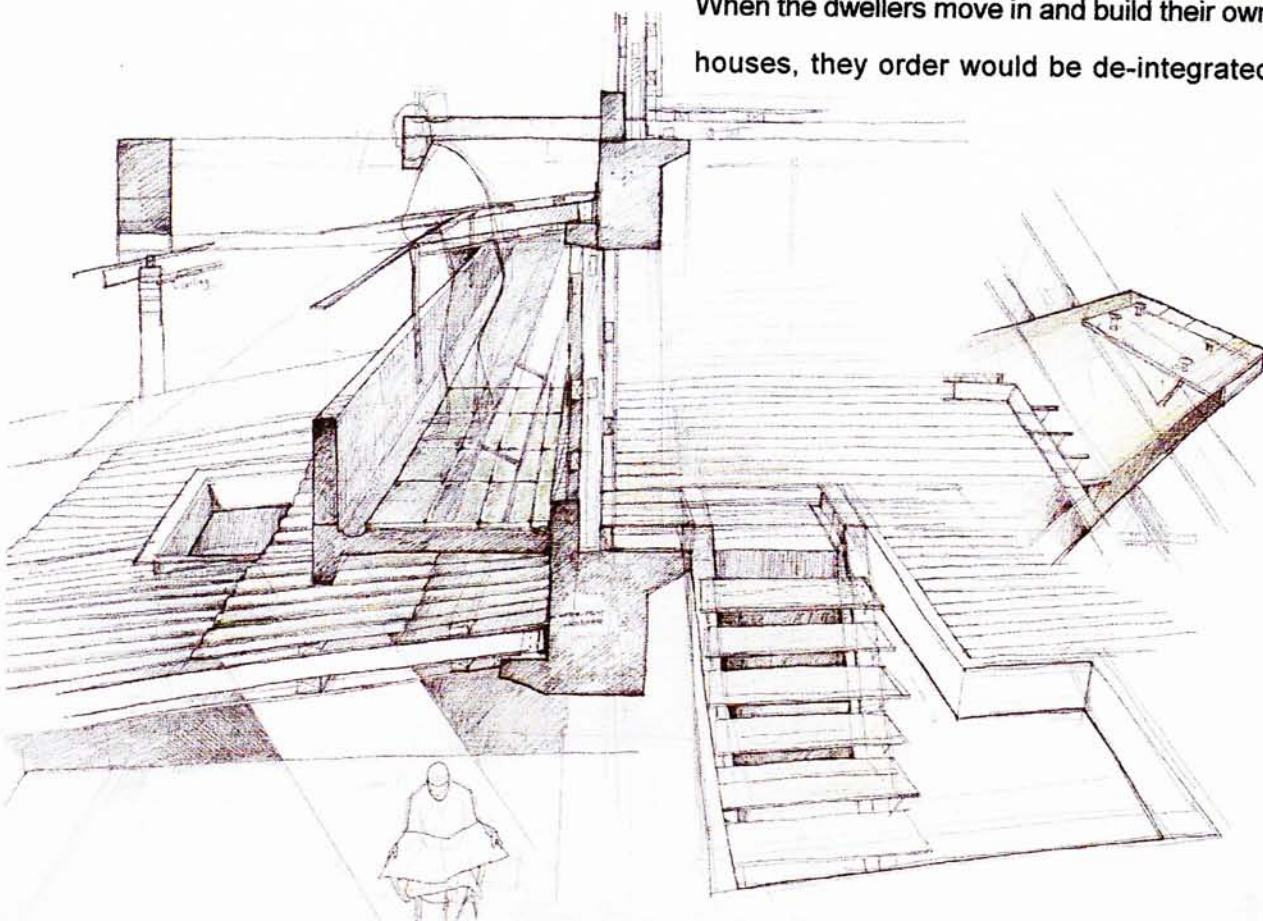 When the dwellers move in and build their own
houses, they order would be de-integrated